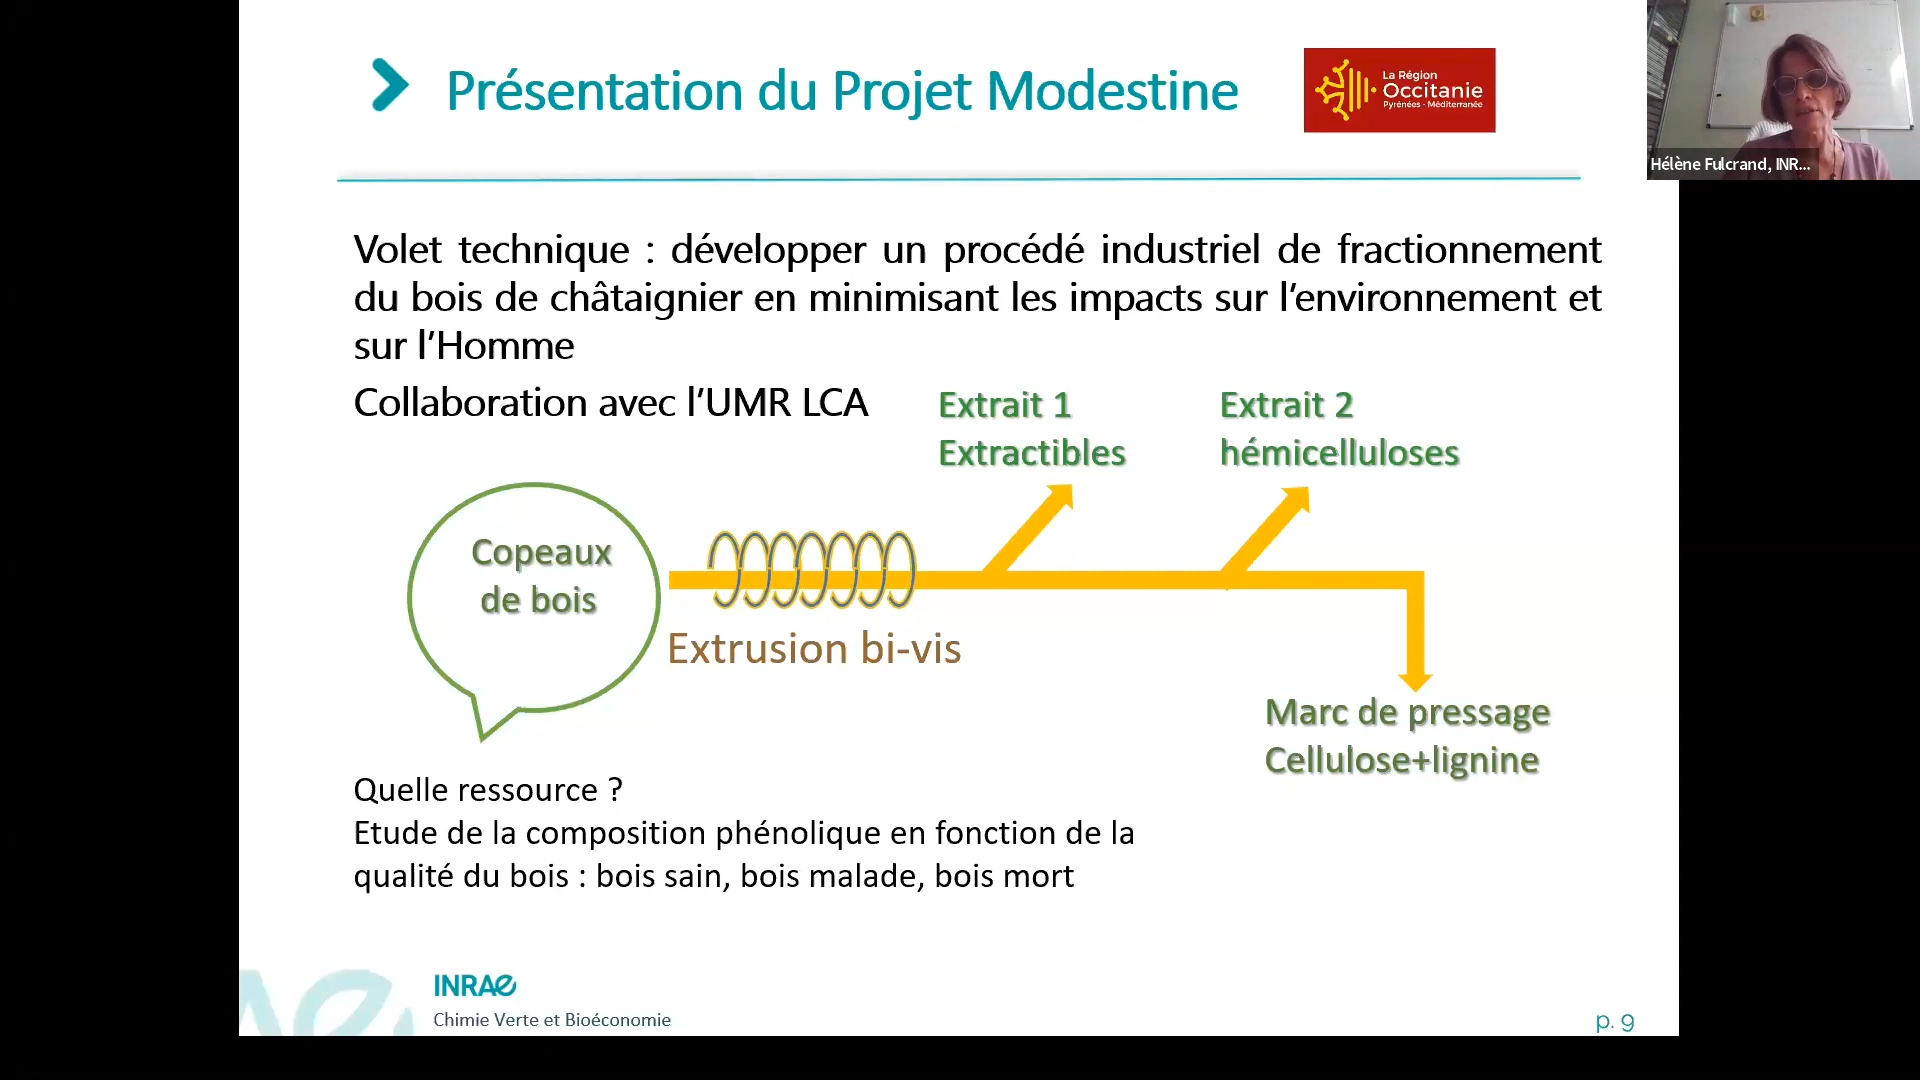 Présentation du Projet Modestine
La Région
Occitanie
Pyrénées - Méditerranée
Hélène Fulcrand, INR...
Volet technique : développer un procédé industriel de fractionnement
du bois de châtaignier en minimisant les impacts sur l'environnement et
sur l'Homme
Collaboration avec l'UMR LCA
Extrait 1
Extractibles
Extrait 2
hémicelluloses
Copeaux
de bois
Extrusion bi-vis
Marc de pressage
Cellulose+lignine
Quelle ressource ?
Etude de la composition phénolique en fonction de la
qualité du bois : bois sain, bois malade, bois mort
INRAE
Chimie Verte et Bioéconomie
p. 9